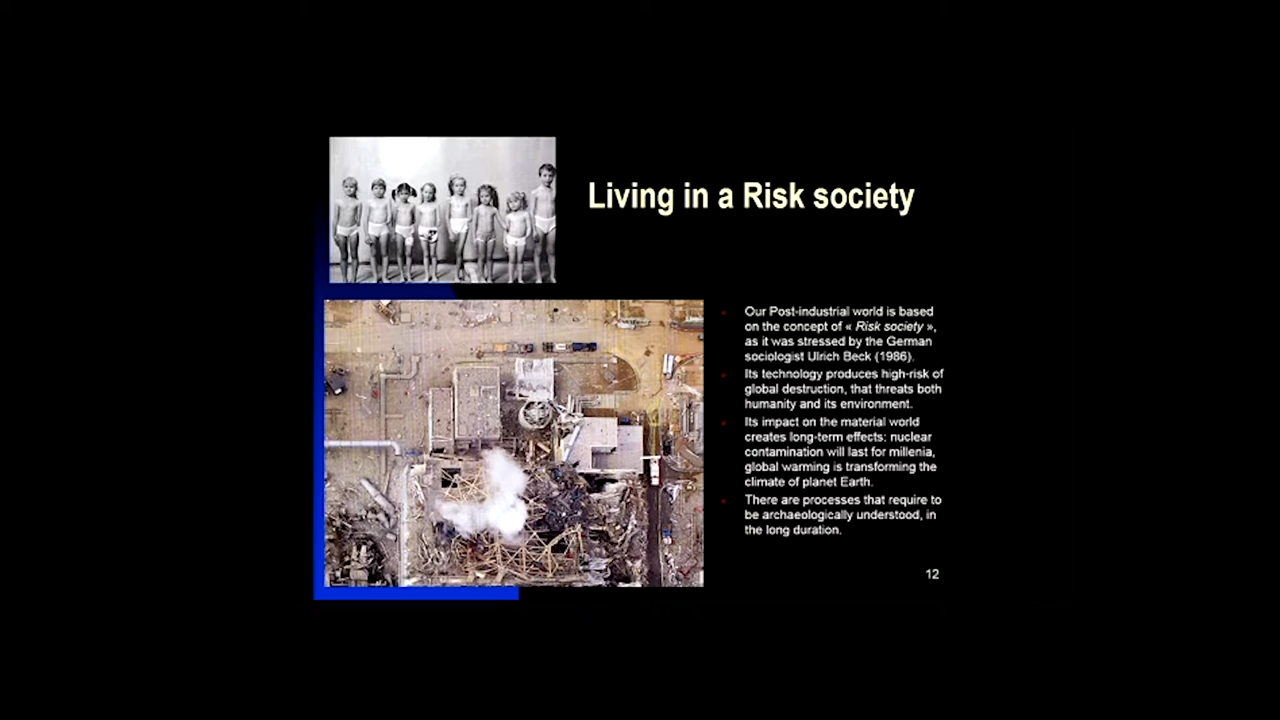 Living in a Risk society
Our Post-industrial world is based
on the concept of « Risk society »,
as it was stressed by the German
sociologist Ulrich Beck (1986).
Its technology produces high-risk of
global destruction, that threats both
humanity and its environment.
Its impact on the material world
creates long-term effects: nuclear
contamination will last for millenia,
global warming is transforming the
climate of planet Earth.
There are processes that require to
be archaeologically understood, in
the long duration.
12